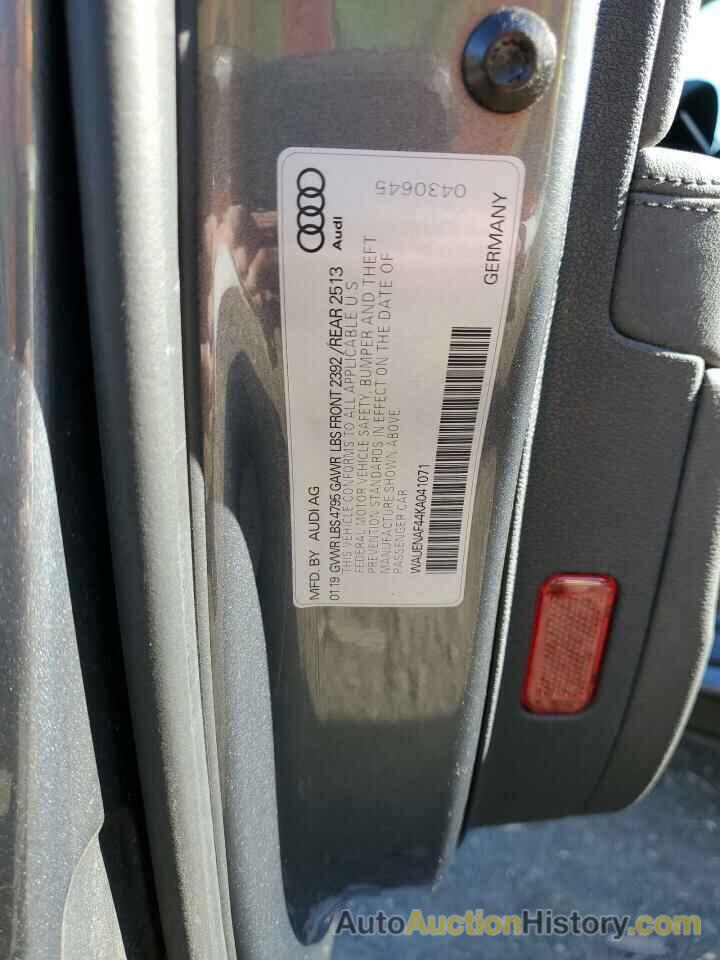 Audi
0430645
MFD. BY AUDI AG
GERMANY
01 19 GVWR LBS 4795 GAWR LBS FRONT 2392 / REAR 2513
THIS VEHICLE CONFORMS TO ALL APPLICABLE U S
FEDERAL MOTOR VEHICLE SAFETY, BUMPER AND THEFT
PREVENTION STANDARDS IN EFFECT ON THE DATE OF
MANUFACTURE SHOWN ABOVE.
PASSENGER CAR
WAUENAF44KA041071
AutoAuctionHistory.com